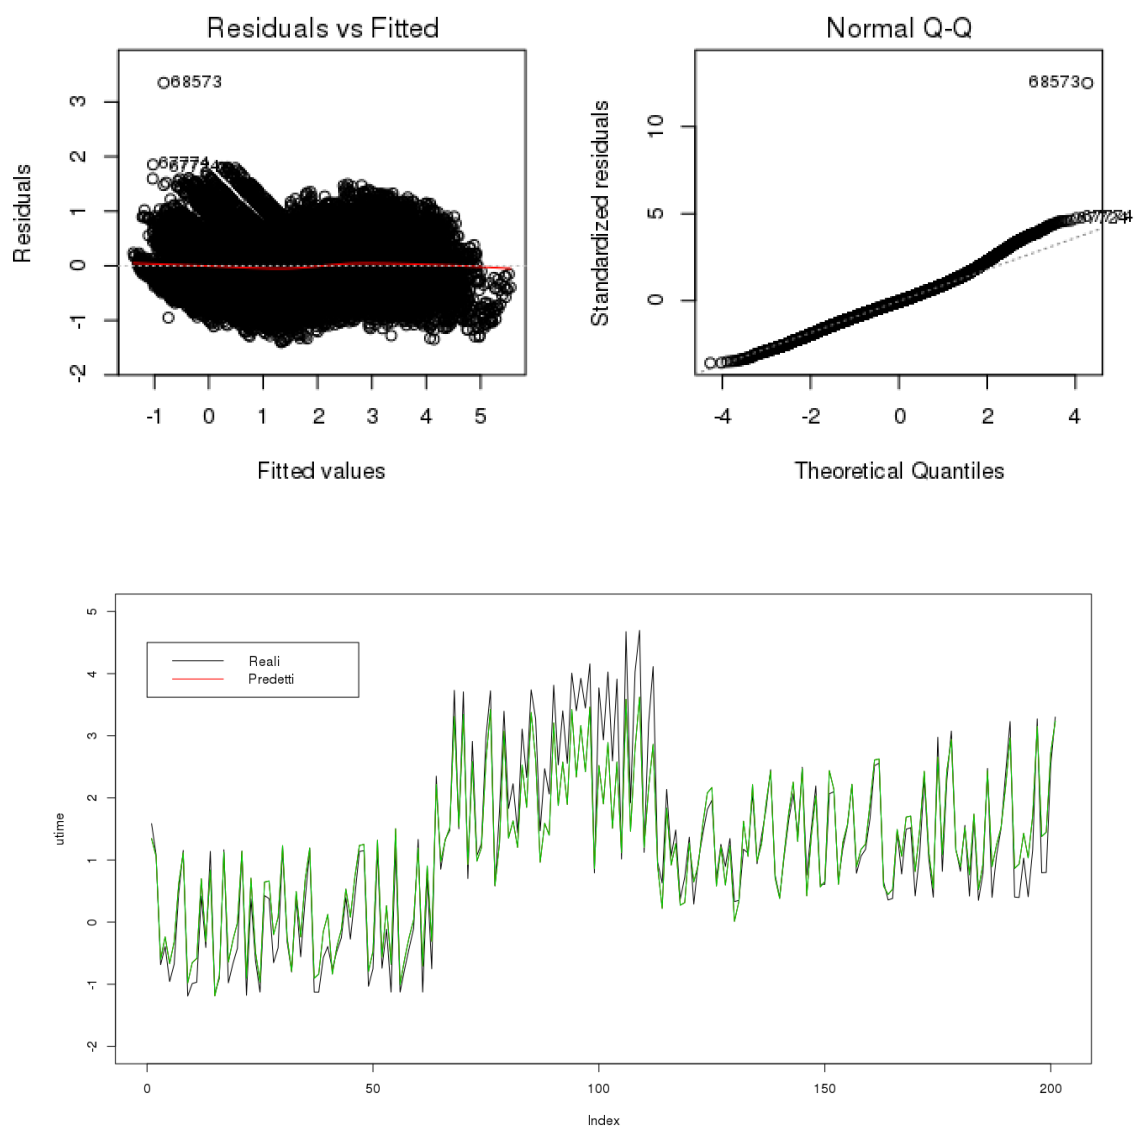 Residuals vs Fitted
Residuals
3
2
1
0
-1
-2
68573
67774
-1 0 1 2 3 4 5
Fitted values
Normal Q-Q
Standardized residuals
10
5
0
68573
-4 -2 0 2 4
Theoretical Quantiles
utime
5
4
3
2
1
0
-1
-2
Reali
Predetti
0 50 100 150 200
Index